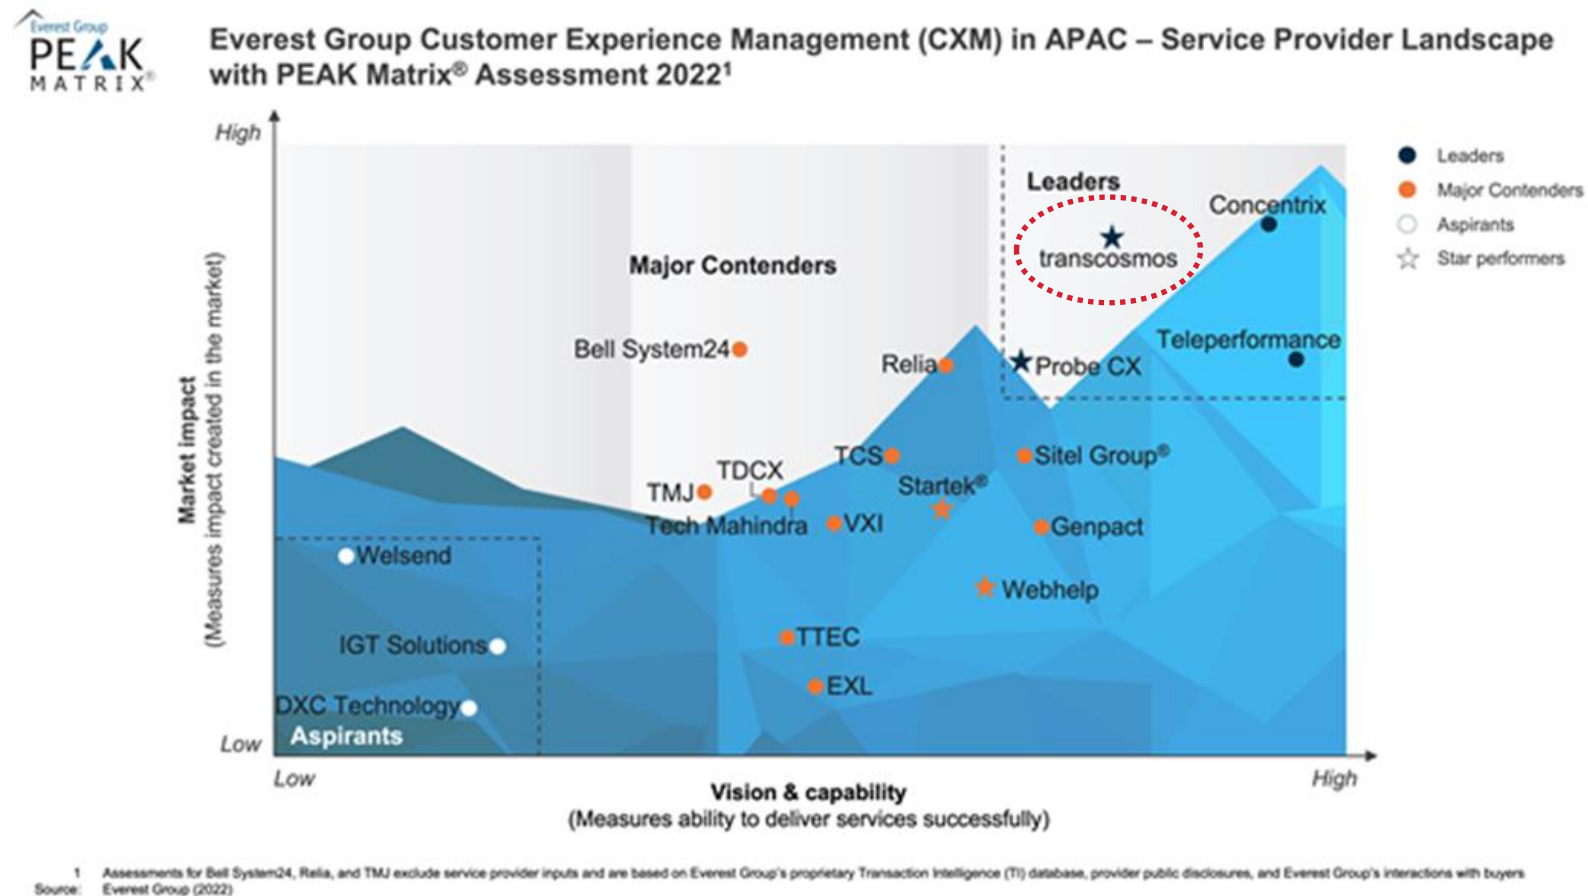 Everest Group
PEAK
MATRIX®
Everest Group Customer Experience Management (CXM) in APAC – Service Provider Landscape
with PEAK Matrix® Assessment 2022¹
High
Leaders
Major Contenders
Aspirants
Star performers
Leaders
Concentrix
transcosmos
Major Contenders
Teleperformance
Bell System24
Relia
Probe CX
TCS
Sitel Group®
TDCX
Startek®
TMJ
Tech Mahindra
VXI
Genpact
Welsend
Webhelp
IGT Solutions
TTEC
EXL
DXC Technology
Aspirants
Market impact
(Measures impact created in the market)
Low
Low
High
Vision & capability
(Measures ability to deliver services successfully)
1 Assessments for Bell System24, Relia, and TMJ exclude service provider inputs and are based on Everest Group's proprietary Transaction Intelligence (TI) database, provider public disclosures, and Everest Group's interactions with buyers
Source: Everest Group (2022)